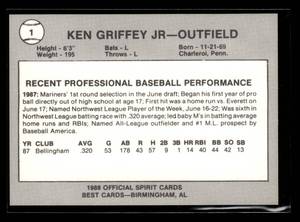 1
KEN GRIFFEY JR—OUTFIELD
Height - 6'3" Bats - L Born - 11-21-69
Weight - 195 Throws - L Charleroi, Penn.
RECENT PROFESSIONAL BASEBALL PERFORMANCE
1987: Mariners' 1st round selection in the June draft; Began his first year of pro
ball directly out of high school at age 17; First hit was a home run vs. Everett on
June 17; Named Northwest League Player of the Week, June 16-22; Was sixth in
Northwest league batting race with .320 average; led baby M's in batting average,
home runs and RBIs; Named All-League outfielder and #1 M.L. prospect by
Baseball America.
YR CLUB AVG G AB R H 2B 3B HR RBI BB SO SB
87 Bellingham .320 53 178 43 57 9 1 14 40 44 42 13
1988 OFFICIAL SPIRIT CARDS
BEST CARDS—BIRMINGHAM, AL